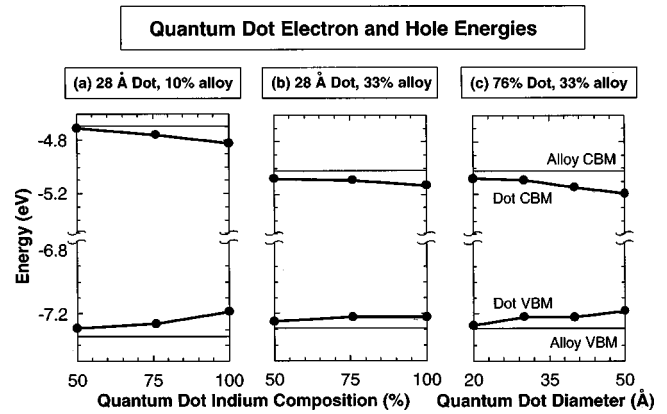 Quantum Dot Electron and Hole Energies
(a) 28 Å Dot, 10% alloy
(b) 28 Å Dot, 33% alloy
(c) 76% Dot, 33% alloy
Energy (eV)
-4.8
-5.2
-6.8
-7.2
Alloy CBM
Dot CBM
Dot VBM
Alloy VBM
50 75 100
50 75 100
20 35 50
Quantum Dot Indium Composition (%)
Quantum Dot Diameter (Å)